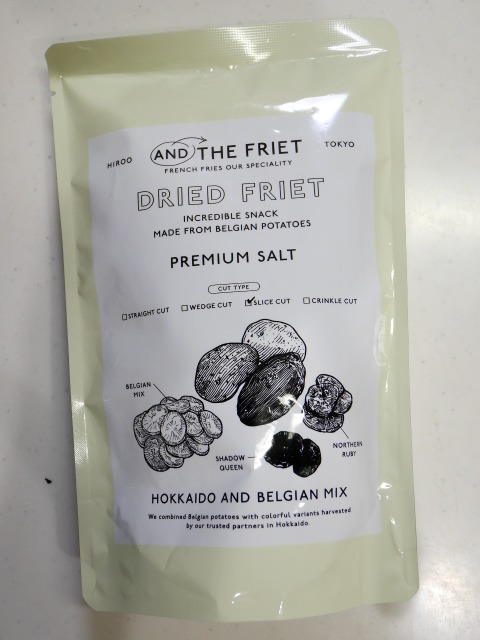 HIROO
AND THE FRIET
TOKYO
FRENCH FRIES OUR SPECIALITY
DRIED FRIET
INCREDIBLE SNACK
MADE FROM BELGIAN POTATOES
PREMIUM SALT
CUT TYPE
STRAIGHT CUT WEDGE CUT SLICE CUT CRINKLE CUT
BELGIAN
MIX
SHADOW
QUEEN
NORTHERN
RUBY
HOKKAIDO AND BELGIAN MIX
We combined Belgian potatoes with colorful variants harvested
by our trusted partners in Hokkaido.